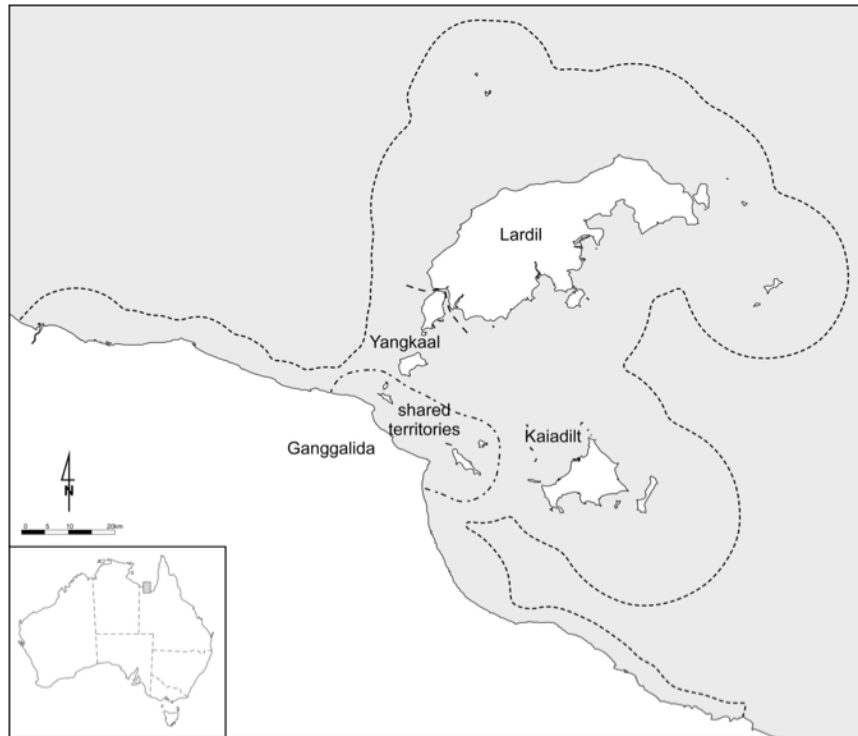 Lardil
Yangkaal
shared
territories
Kaiadilt
Ganggalida
N
0 5 10 20km